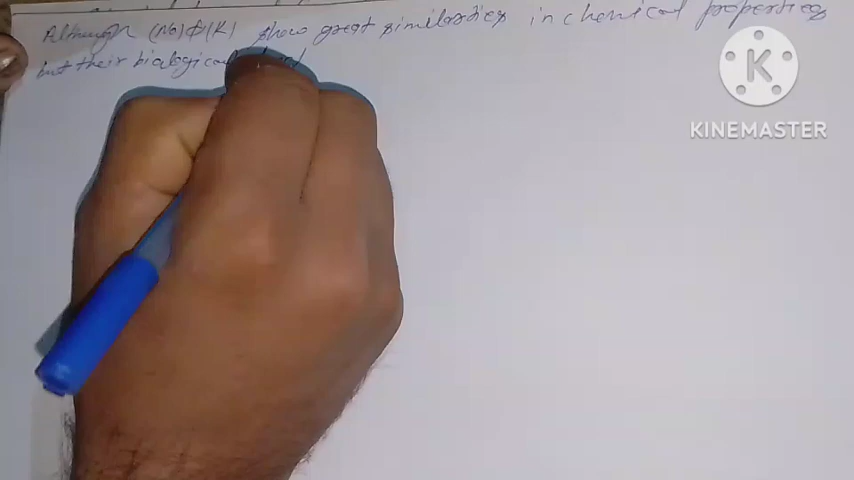 Although (Na) & (K) show great similarities in chemical properties
but their biological
K
KINEMASTER